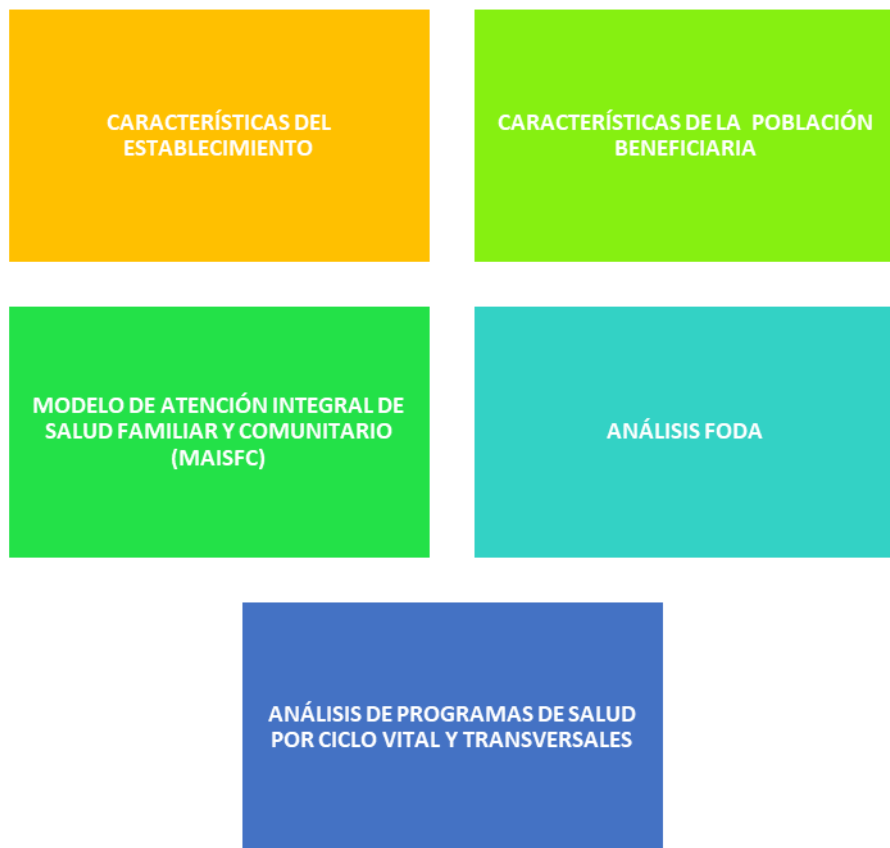 CARACTERÍSTICAS DEL
ESTABLECIMIENTO
CARACTERÍSTICAS DE LA POBLACIÓN
BENEFICIARIA
MODELO DE ATENCIÓN INTEGRAL DE
SALUD FAMILIAR Y COMUNITARIO
(MAISFC)
ANÁLISIS FODA
ANÁLISIS DE PROGRAMAS DE SALUD
POR CICLO VITAL Y TRANSVERSALES